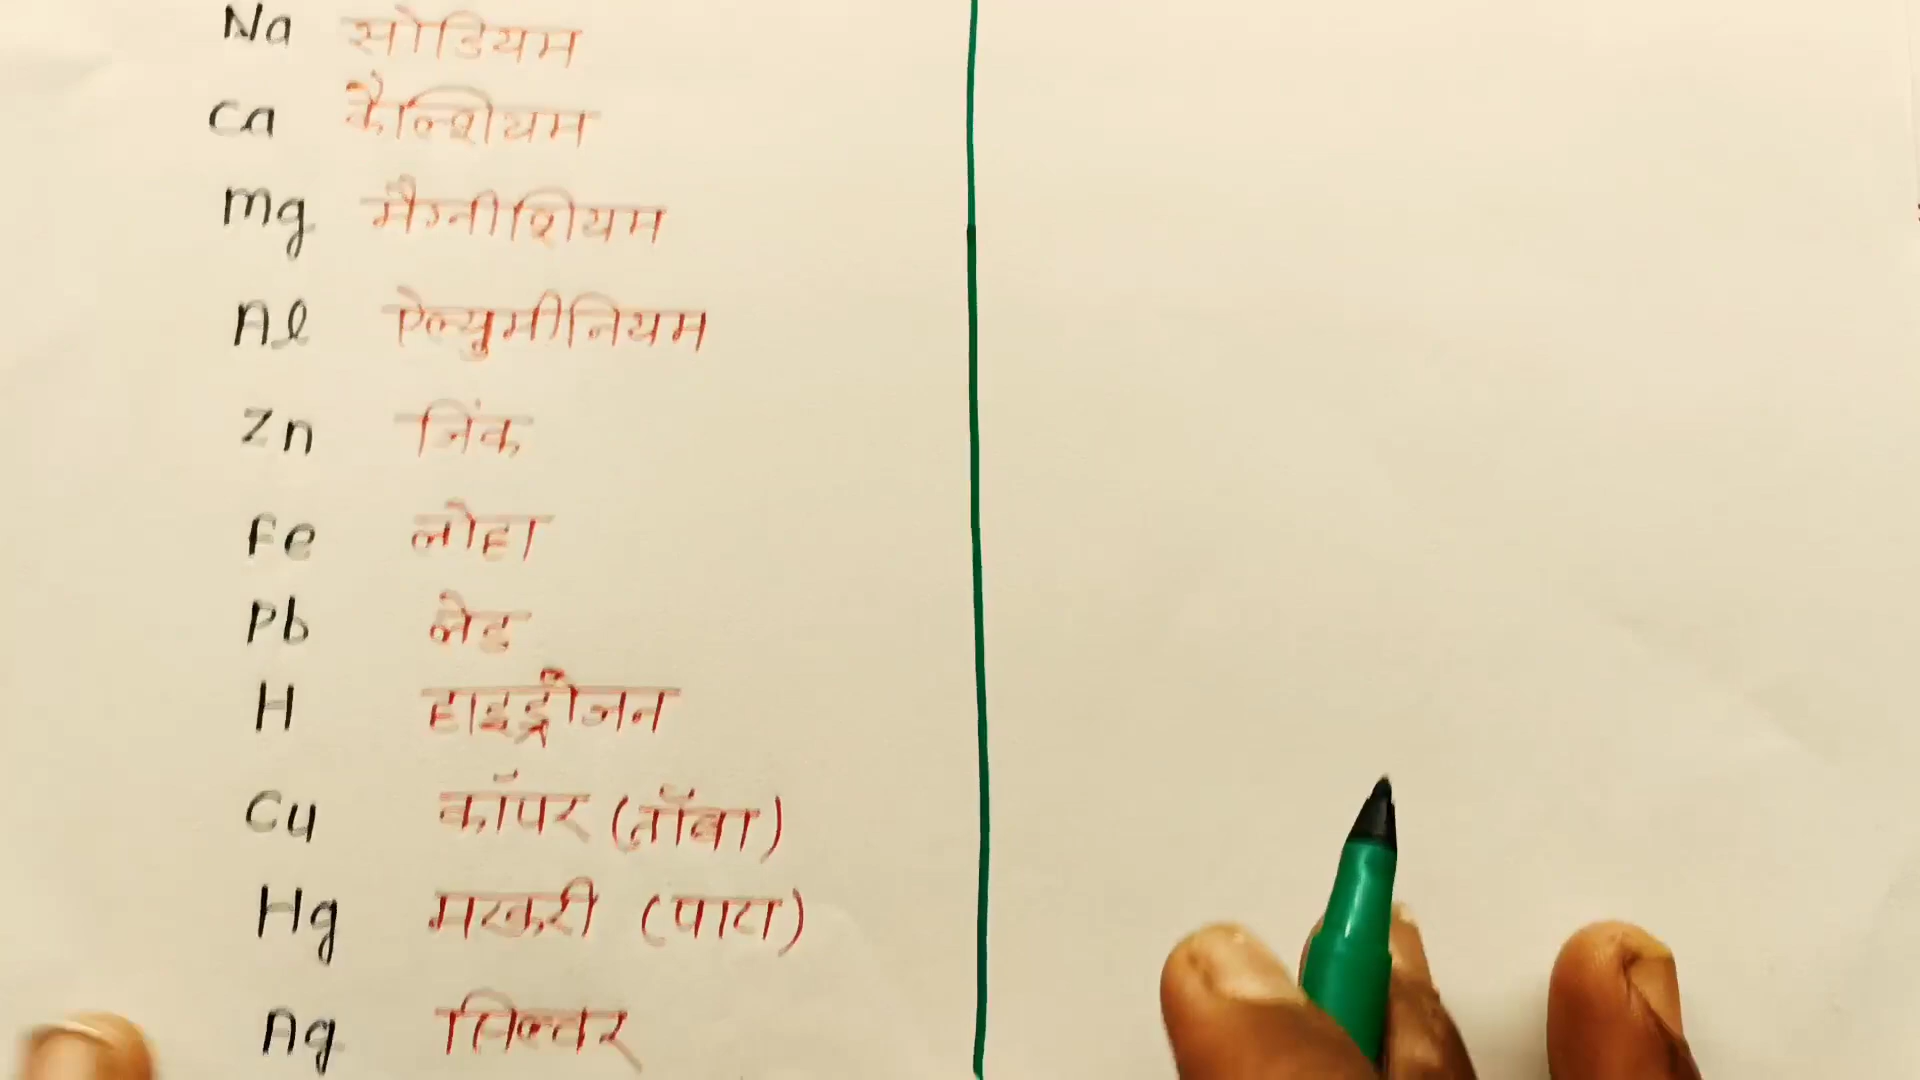 Na सोडियम
Ca कैल्शियम
Mg मैग्नीशियम
Al ऐल्युमीनियम
Zn जिंक
Fe लोहा
Pb लेड
H हाइड्रोजन
Cu कॉपर (ताँबा)
Hg मरकरी (पारा)
Ag सिल्वर